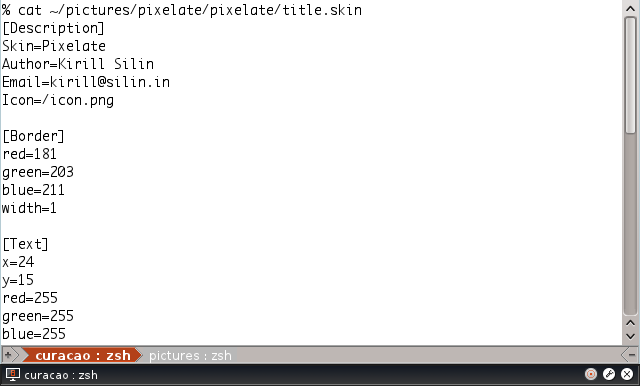 % cat ~/pictures/pixelate/pixelate/title.skin
[Description]
Skin=Pixelate
Author=Kirill Silin
Email=kirill@silin.in
Icon=/icon.png

[Border]
red=181
green=203
blue=211
width=1

[Text]
x=24
y=15
red=255
green=255
blue=255
curacao : zsh pictures : zsh
curacao : zsh